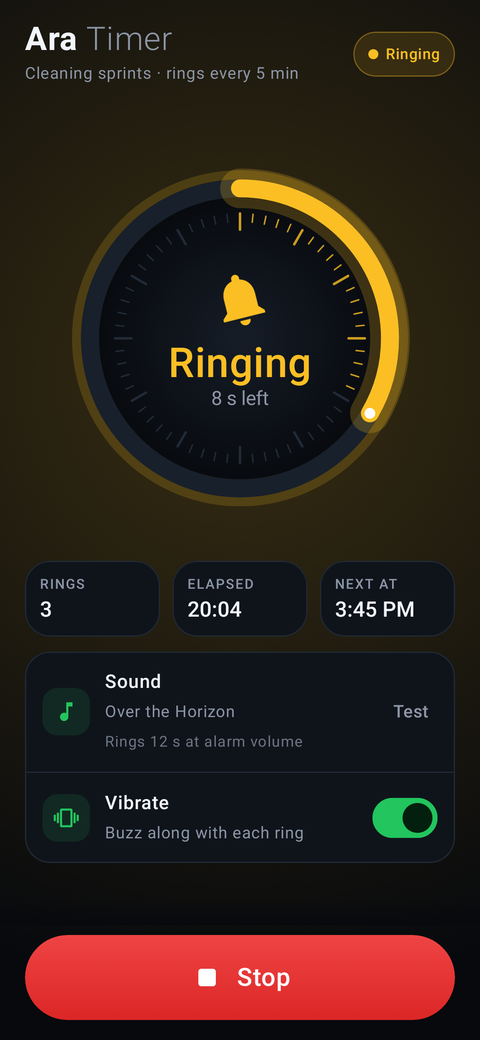 Ara Timer
Cleaning sprints · rings every 5 min
Ringing
Ringing
8 s left
RINGS
3
ELAPSED
20:04
NEXT AT
3:45 PM
Sound
Over the Horizon
Test
Rings 12 s at alarm volume
Vibrate
Buzz along with each ring
Stop